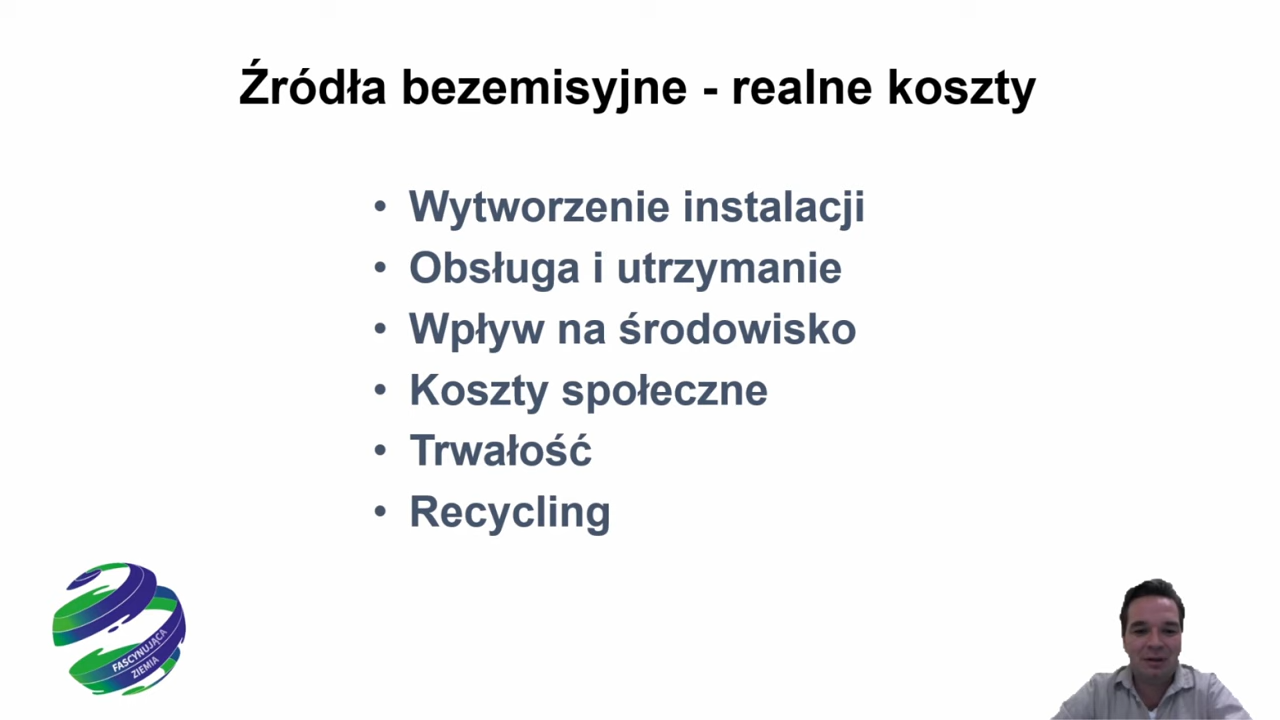 Źródła bezemisyjne - realne koszty
• Wytworzenie instalacji
• Obsługa i utrzymanie
• Wpływ na środowisko
• Koszty społeczne
• Trwałość
• Recycling
FASCYNUJĄCA
ZIEMIA